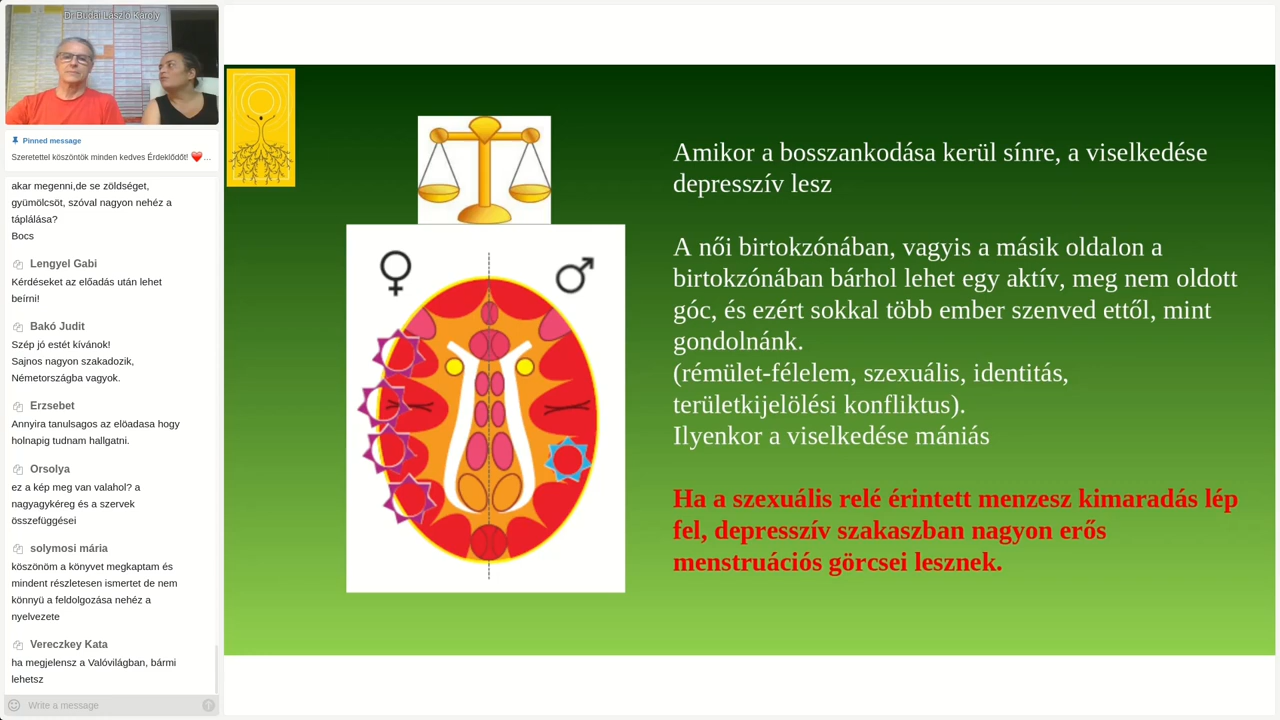 Dr Budai László Károly
Pinned message
Szeretettel köszöntök minden kedves Érdeklődőt! ❤️...
akar megenni,de se zöldséget,
gyümölcsöt, szóval nagyon nehéz a
táplálása?
Bocs
Lengyel Gabi
Kérdéseket az előadás után lehet
beírni!
Bakó Judit
Szép jó estét kívánok!
Sajnos nagyon szakadozik,
Németországba vagyok.
Erzsebet
Annyira tanulsagos az elöadasa hogy
holnapig tudnam hallgatni.
Orsolya
ez a kép meg van valahol? a
nagyagykéreg és a szervek
összefüggései
solymosi mária
köszönöm a könyvet megkaptam és
mindent részletesen ismertet de nem
könnyü a feldolgozása nehéz a
nyelvezete
Vereczkey Kata
ha megjelensz a Valóvilágban, bármi
lehetsz
Write a message
Amikor a bosszankodása kerül sínre, a viselkedése
depresszív lesz
A női birtokzónában, vagyis a másik oldalon a
birtokzónában bárhol lehet egy aktív, meg nem oldott
góc, és ezért sokkal több ember szenved ettől, mint
gondolnánk.
(rémület-félelem, szexuális, identitás,
területkijelölési konfliktus).
Ilyenkor a viselkedése mániás
Ha a szexuális relé érintett menzesz kimaradás lép
fel, depresszív szakaszban nagyon erős
menstruációs görcsei lesznek.